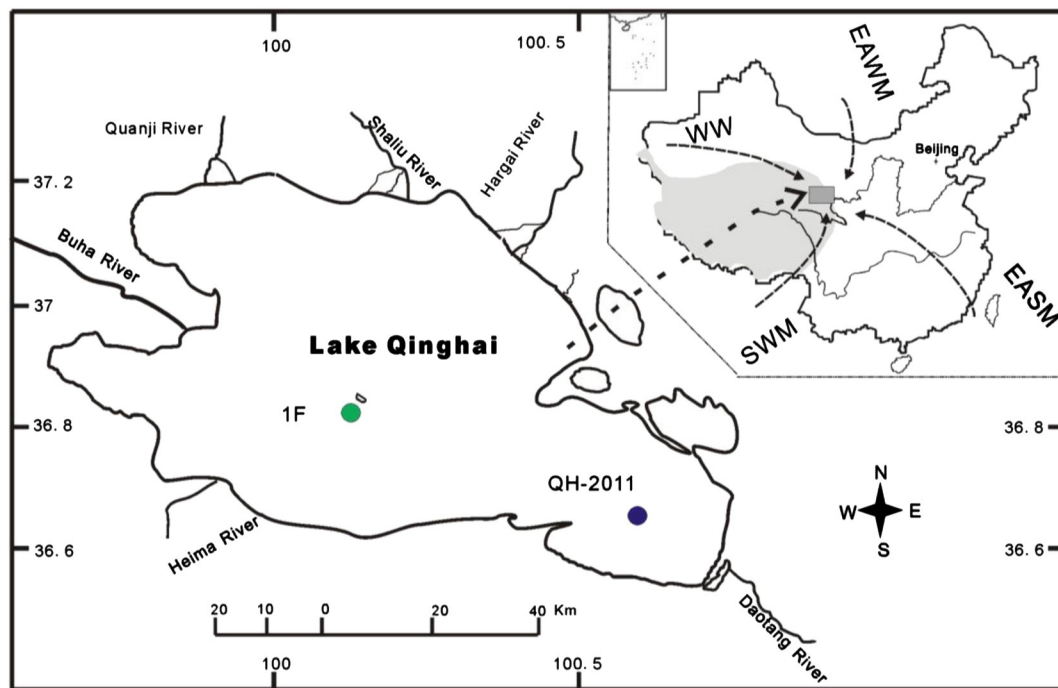 100
100.5
EAWM
WW
Beijing
EASM
SWM
Quanji River
Shaliu River
Hargai River
37.2
Buha River
37
Lake Qinghai
1F
36.8
36.8
QH-2011
N
W
E
S
Heima River
36.6
36.6
20 10 0 20 40 Km
Daotang River
100
100.5